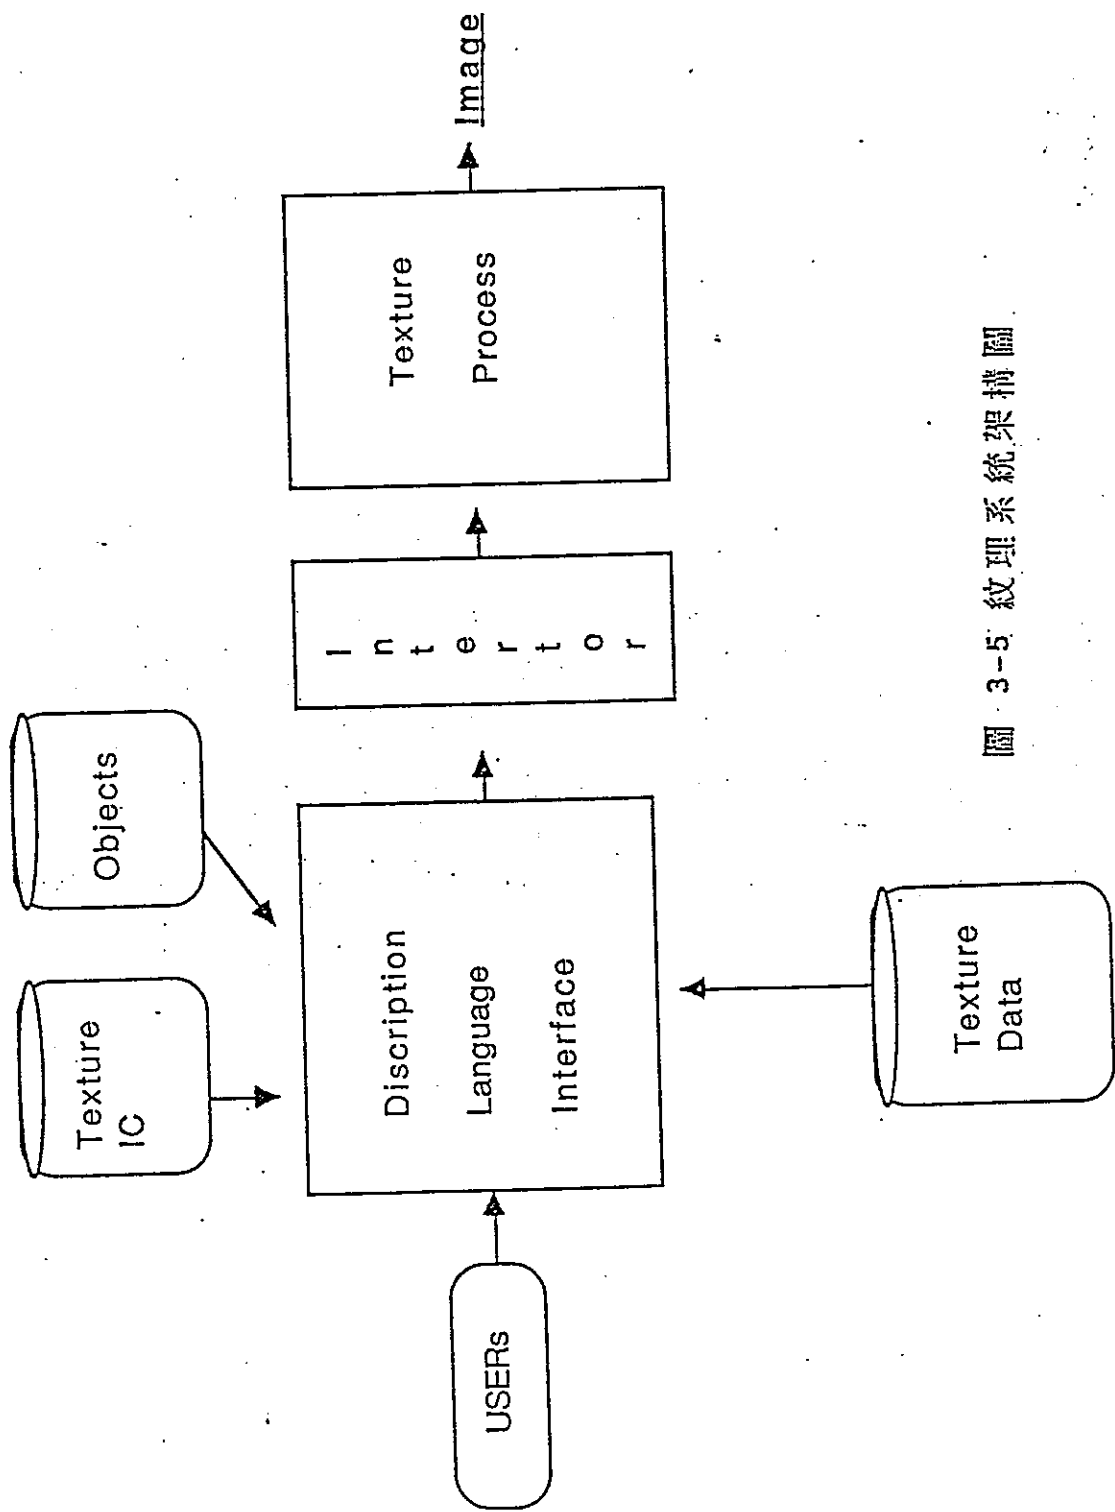 Texture
IC
Objects
USERs
Discription
Language
Interface
I
n
t
e
r
t
o
r
Texture
Process
Image
Texture
Data
圖 3-5 紋理系統架構圖